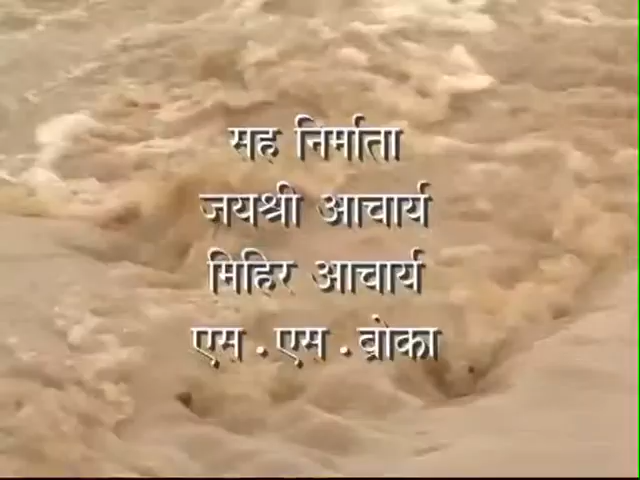 सह निर्माता
जयश्री आचार्य
मिहिर आचार्य
एस . एस . ब्रोका